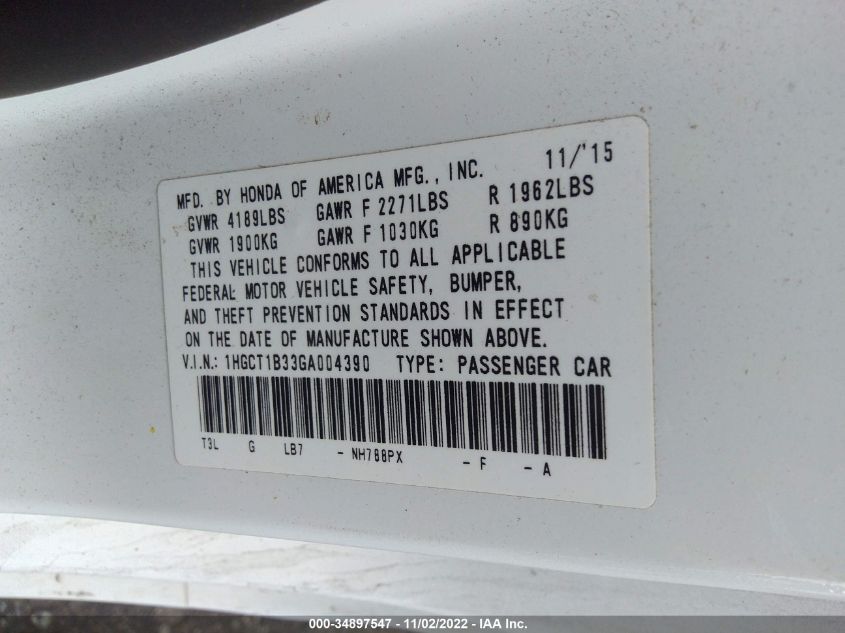 11/'15
MFD. BY HONDA OF AMERICA MFG., INC.
GVWR 4189LBS GAWR F 2271LBS R 1962LBS
GVWR 1900KG GAWR F 1030KG R 890KG
THIS VEHICLE CONFORMS TO ALL APPLICABLE
FEDERAL MOTOR VEHICLE SAFETY, BUMPER,
AND THEFT PREVENTION STANDARDS IN EFFECT
ON THE DATE OF MANUFACTURE SHOWN ABOVE.
V.I.N.: 1HGCT1B33GA004390 TYPE: PASSENGER CAR
T3L G LB7 - NH788PX - F - A
000-34897547 - 11/02/2022 - IAA Inc.